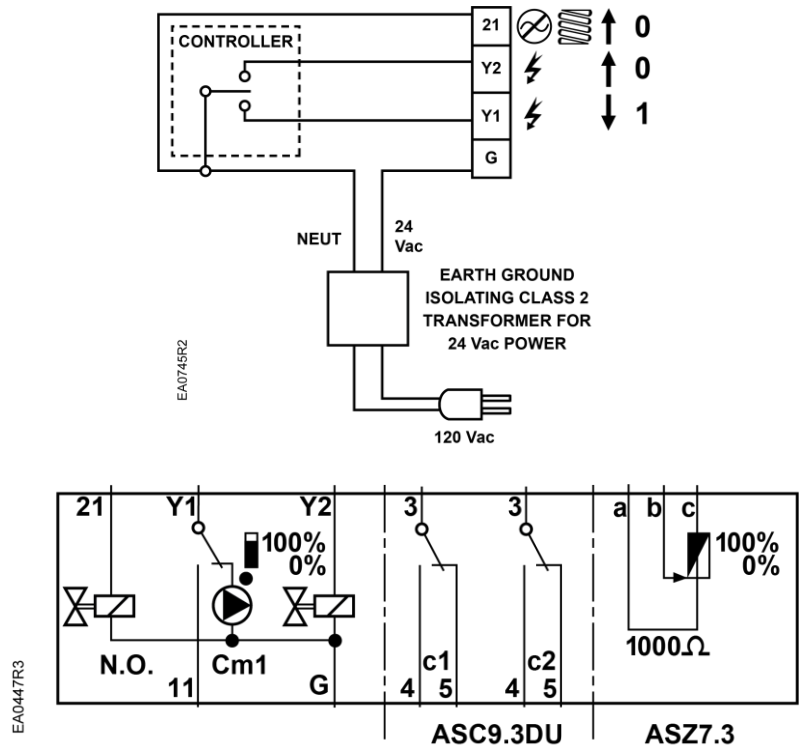 CONTROLLER
21
0
Y2
0
Y1
1
G
NEUT
24
Vac
EARTH GROUND
ISOLATING CLASS 2
TRANSFORMER FOR
24 Vac POWER
EA0745R2
120 Vac
21 Y1 Y2 3 3 a b c
100%
0%
100%
0%
1000Ω
N.O. Cm1 c1 c2
11 G 4 5 4 5
EA0447R3
ASC9.3DU ASZ7.3